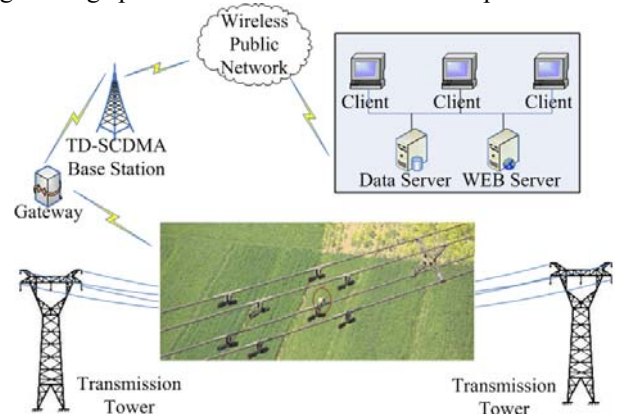 Wireless
Public
Network
Client Client Client
TD-SCDMA
Base Station
Data Server WEB Server
Gateway
Transmission
Tower
Transmission
Tower